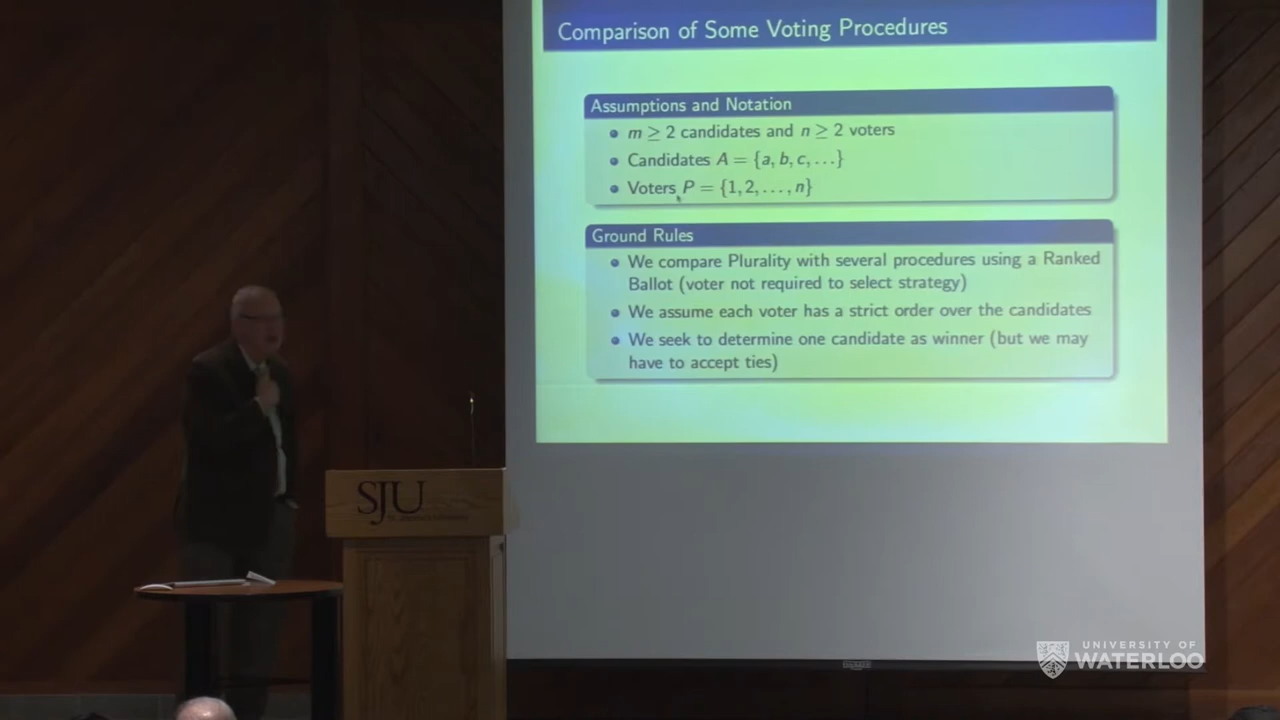 Comparison of Some Voting Procedures
Assumptions and Notation
• m ≥ 2 candidates and n ≥ 2 voters
• Candidates A = {a, b, c, . . .}
• Voters P = {1, 2, . . . , n}
Ground Rules
• We compare Plurality with several procedures using a Ranked
Ballot (voter not required to select strategy)
• We assume each voter has a strict order over the candidates
• We seek to determine one candidate as winner (but we may
have to accept ties)
SJU
UNIVERSITY OF
WATERLOO